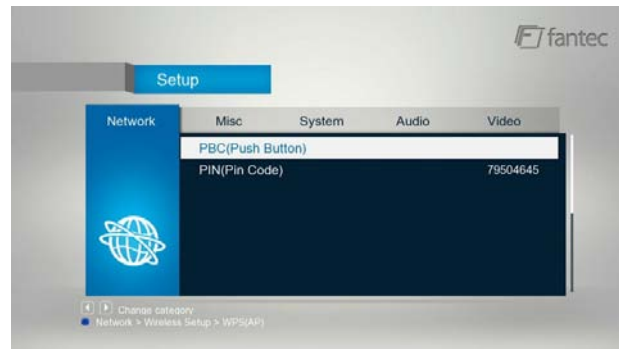 fantec
Setup
Network Misc System Audio Video
PBC(Push Button)
PIN(Pin Code) 79504645
Change category
Network > Wireless Setup > WPS(AP)